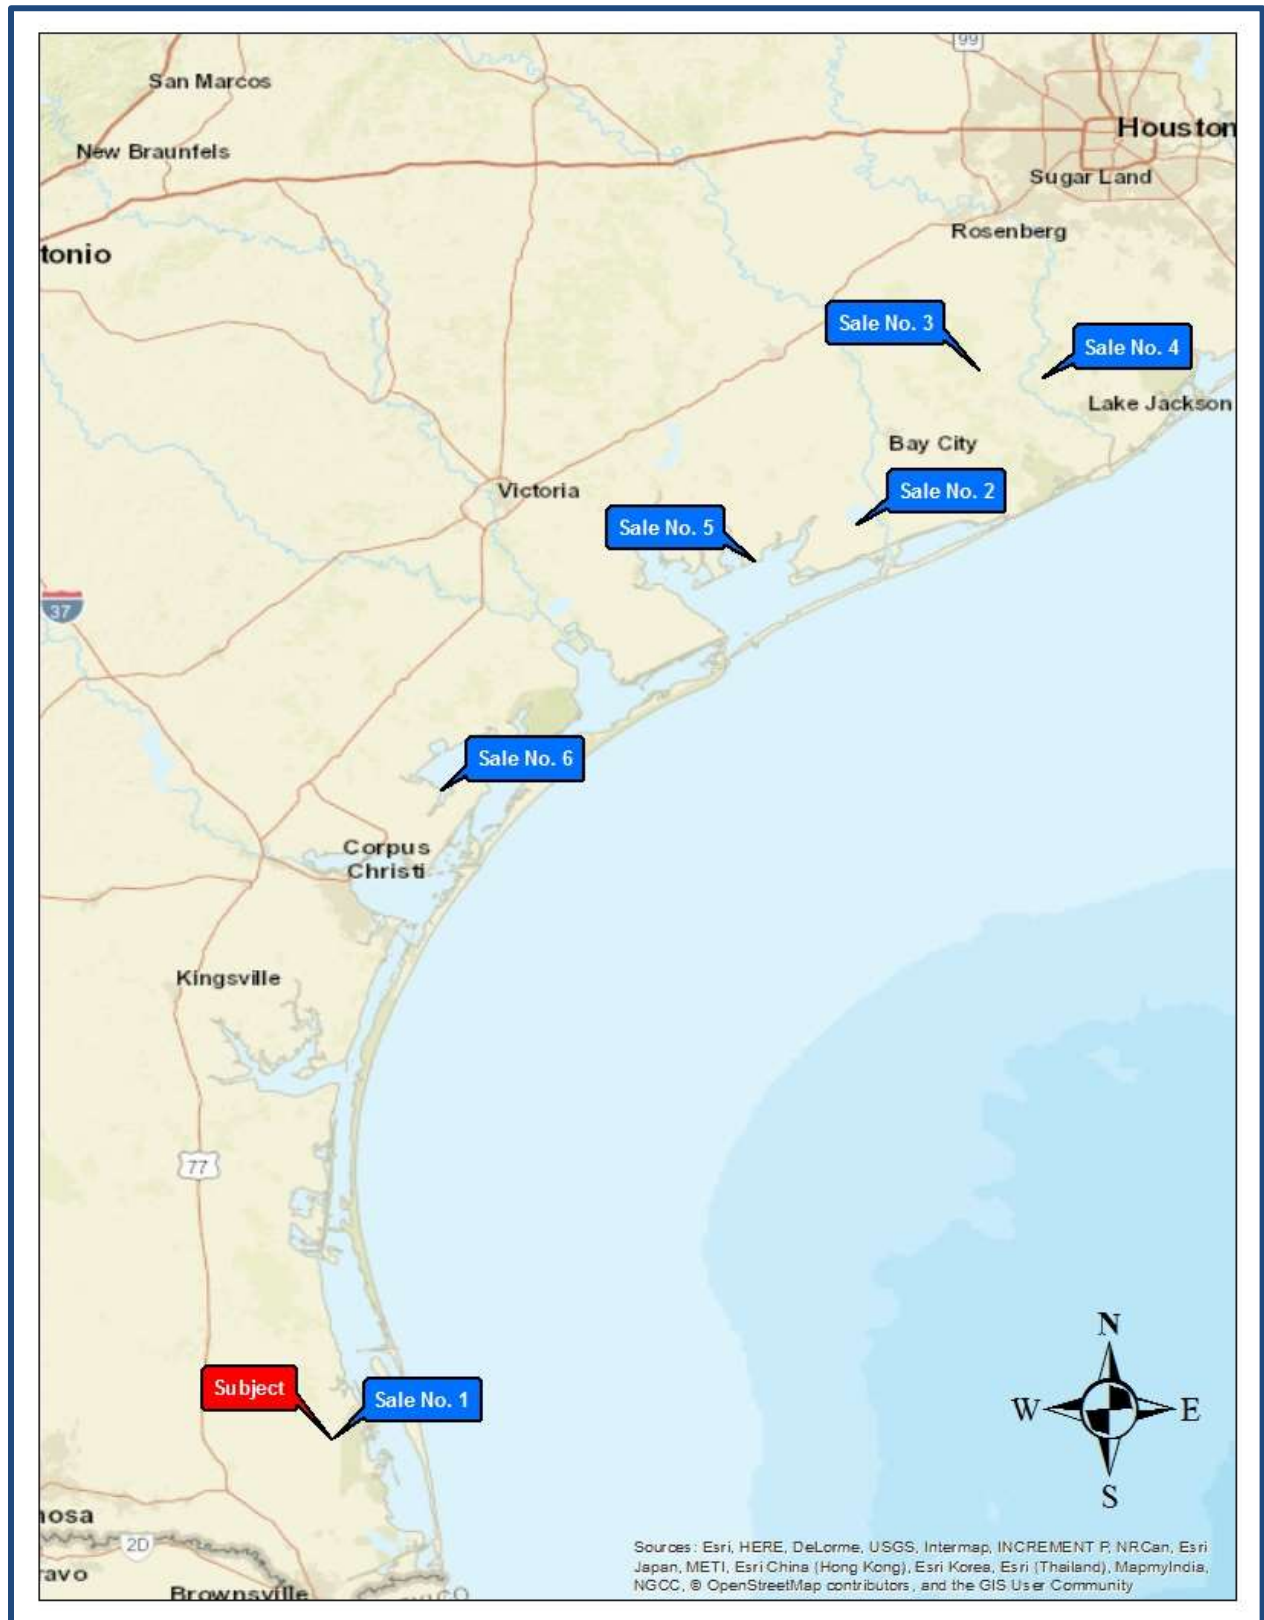 99
San Marcos
Houston
New Braunfels
Sugar Land
Rosenberg
tonio
Sale No. 3
Sale No. 4
Lake Jackson
Bay City
Victoria
Sale No. 2
Sale No. 5
37
Sale No. 6
Corpus
Christi
Kingsville
77
Subject
Sale No. 1
N
W
E
S
2D
avo
Brownsville
Sources: Esri, HERE, DeLorme, USGS, Intermap, INCREMENT P, NRCan, Esri
Japan, METI, Esri China (Hong Kong), Esri Korea, Esri (Thailand), MapmyIndia,
NGCC, © OpenStreetMap contributors, and the GIS User Community